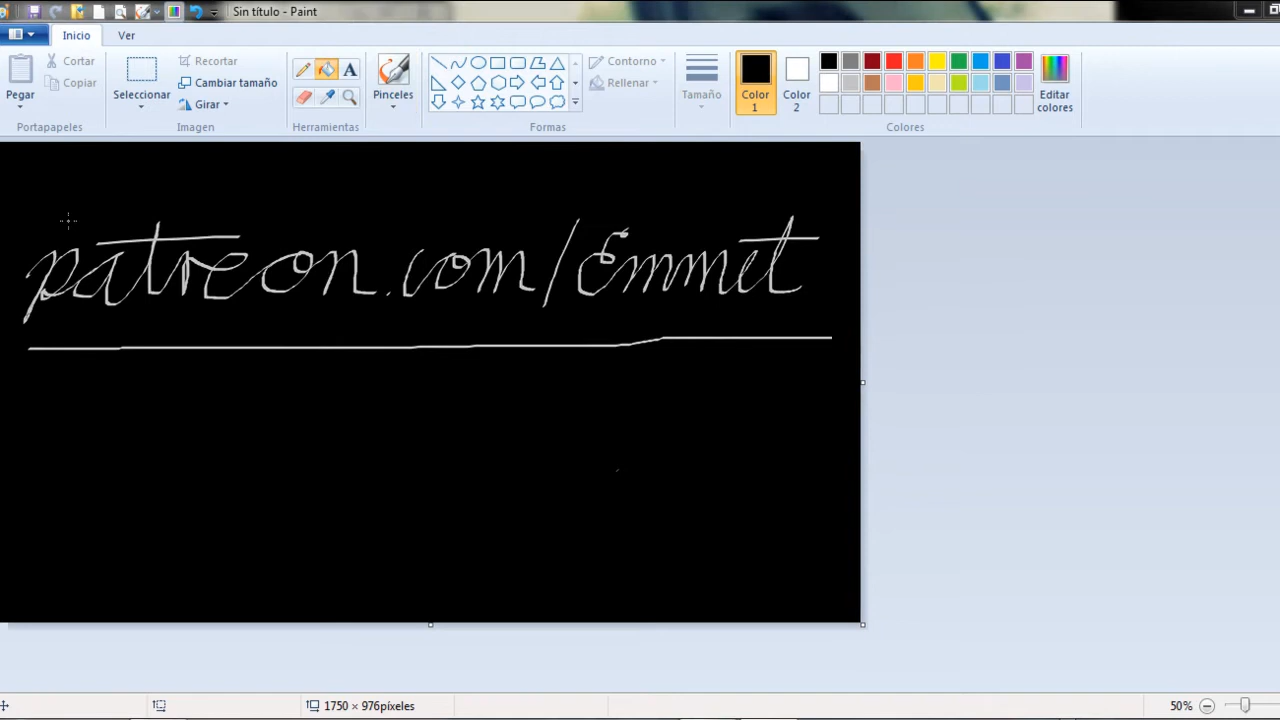 Sin título - Paint
Inicio Ver
Pegar
Cortar
Copiar
Portapapeles
Seleccionar
Recortar
Cambiar tamaño
Girar
Imagen
A
Herramientas
Pinceles
Contorno
Rellenar
Formas
Tamaño
Color 1
Color 2
Editar colores
Colores
patreon.com/Emmet
1750 × 976píxeles
50%